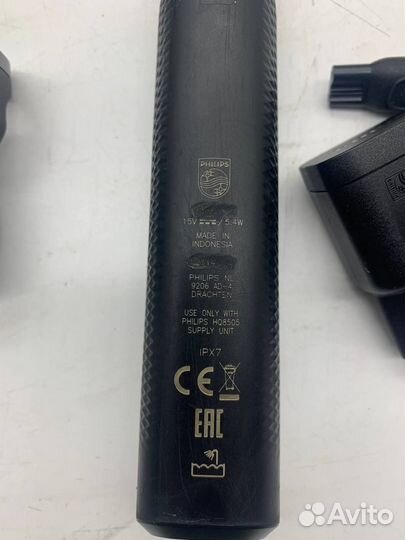 PHILIPS
15V ⎓ / 5.4W
MADE IN
INDONESIA
PHILIPS NL
9206 AD-4
DRACHTEN
USE ONLY WITH
PHILIPS HQ8505
SUPPLY UNIT
IPX7
CE
EAC
Avito